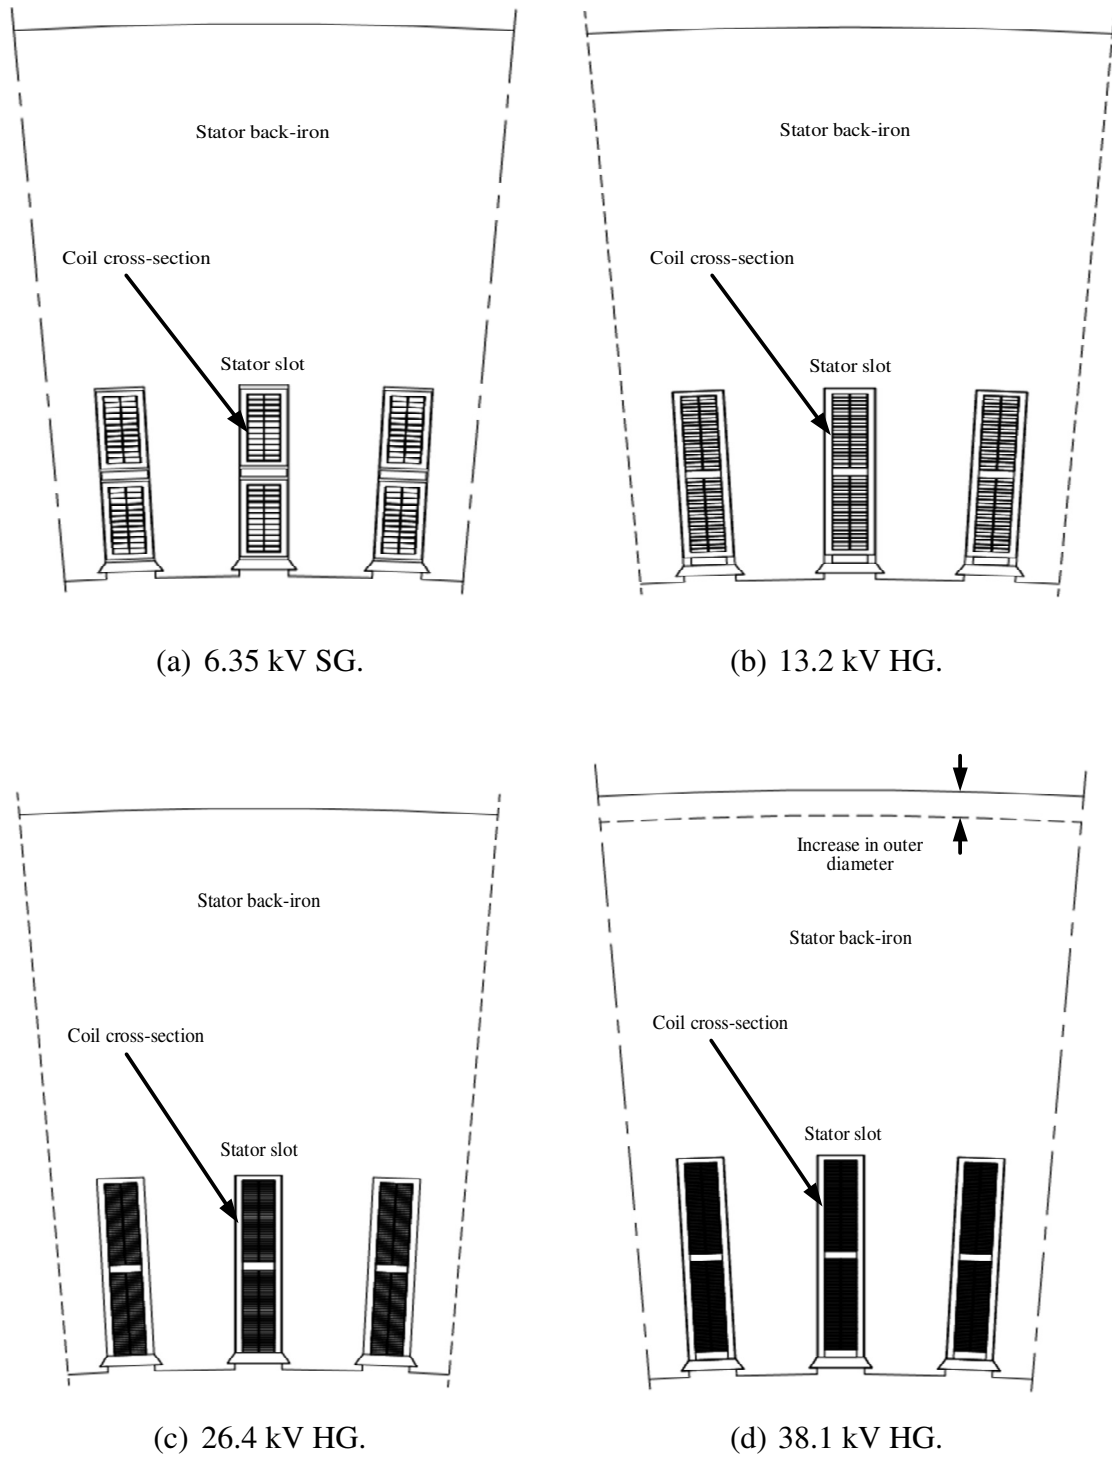 Stator back-iron
Coil cross-section
Stator slot
(a) 6.35 kV SG.
Stator back-iron
Coil cross-section
Stator slot
(b) 13.2 kV HG.
Stator back-iron
Coil cross-section
Stator slot
(c) 26.4 kV HG.
Increase in outer
diameter
Stator back-iron
Coil cross-section
Stator slot
(d) 38.1 kV HG.